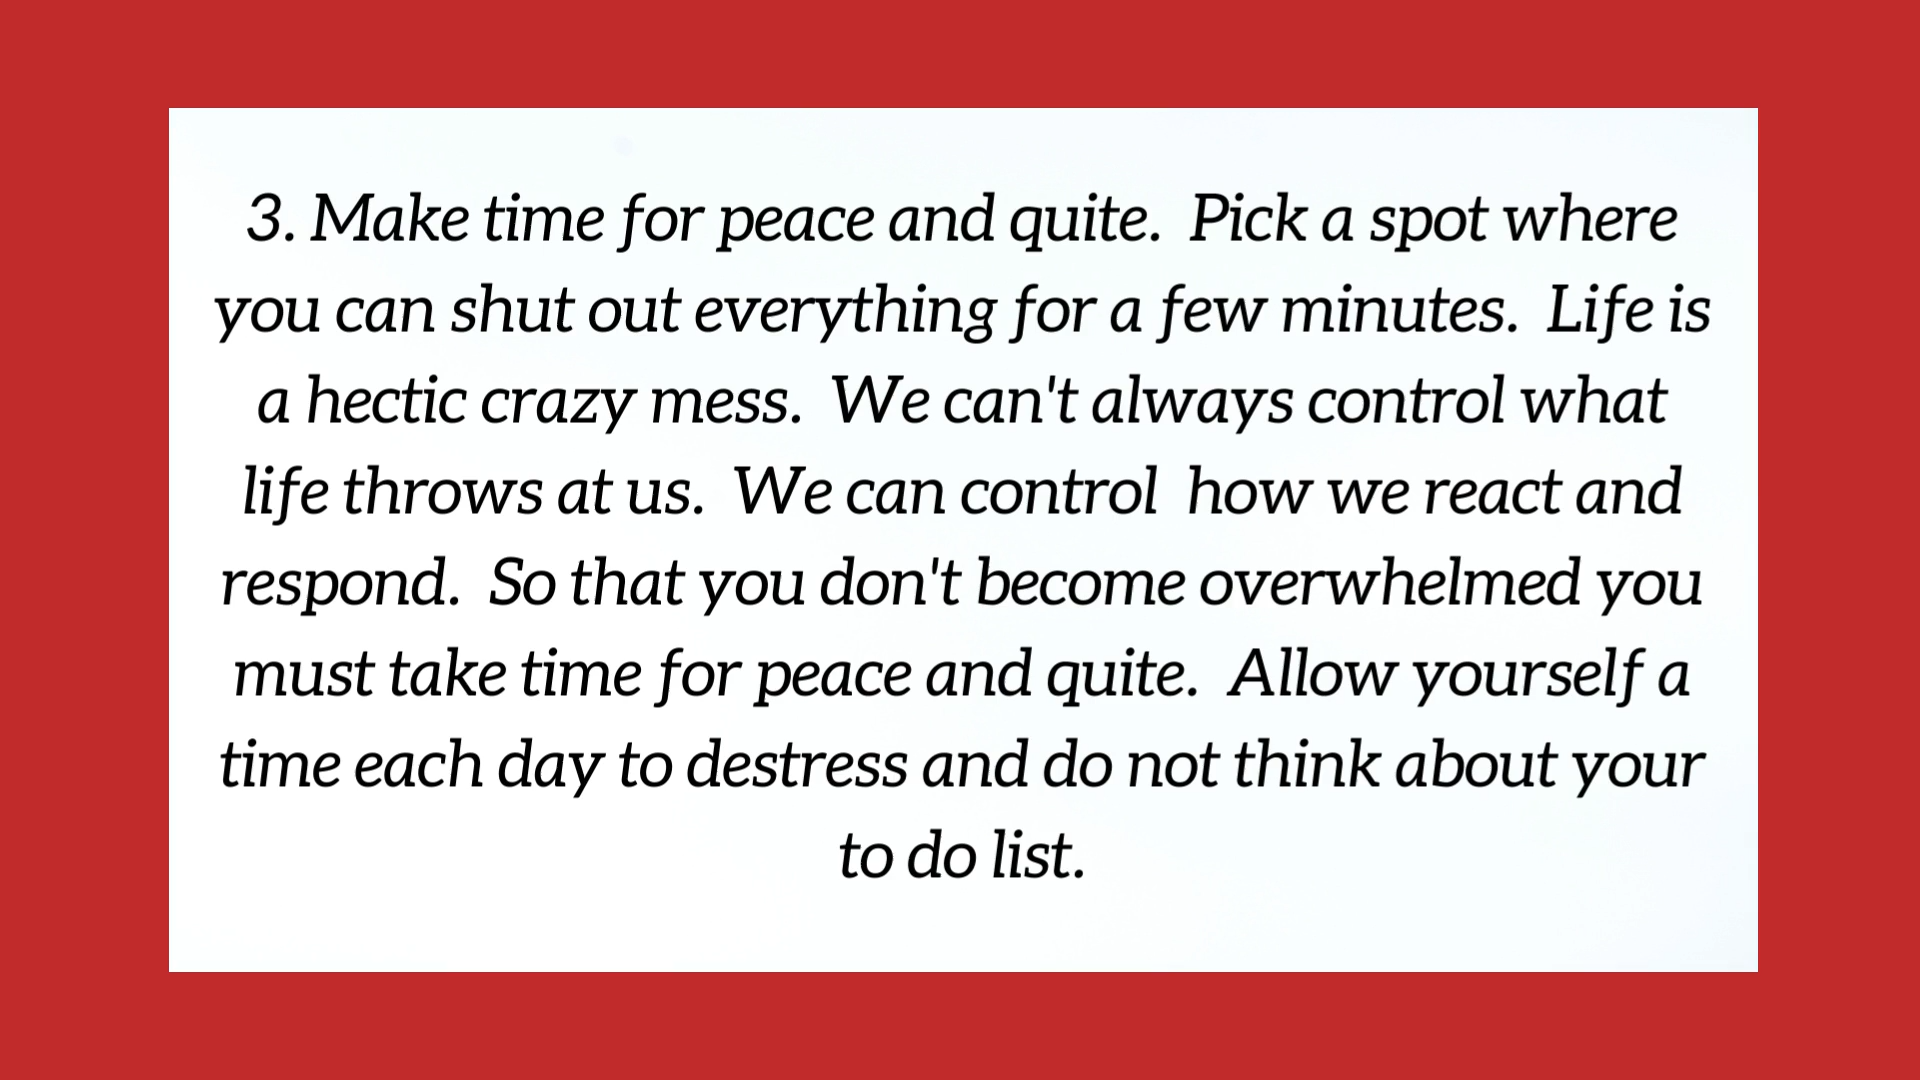 3. Make time for peace and quite.  Pick a spot where
you can shut out everything for a few minutes.  Life is
a hectic crazy mess.  We can't always control what
life throws at us.  We can control  how we react and
respond.  So that you don't become overwhelmed you
must take time for peace and quite.  Allow yourself a
time each day to destress and do not think about your
to do list.